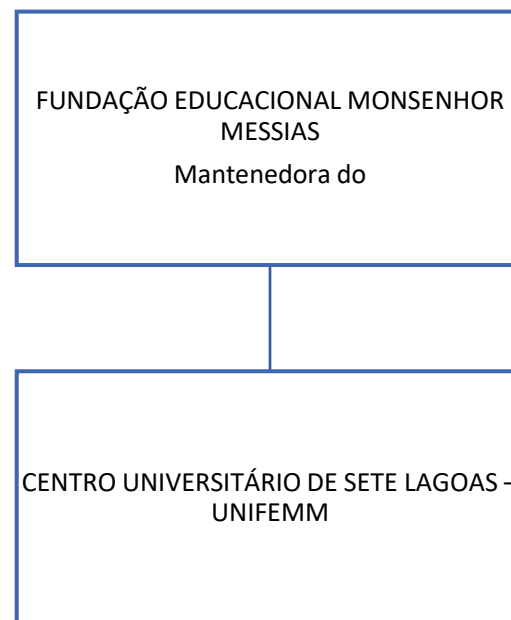 FUNDAÇÃO EDUCACIONAL MONSENHOR
MESSIAS
Mantenedora do
CENTRO UNIVERSITÁRIO DE SETE LAGOAS -
UNIFEMM